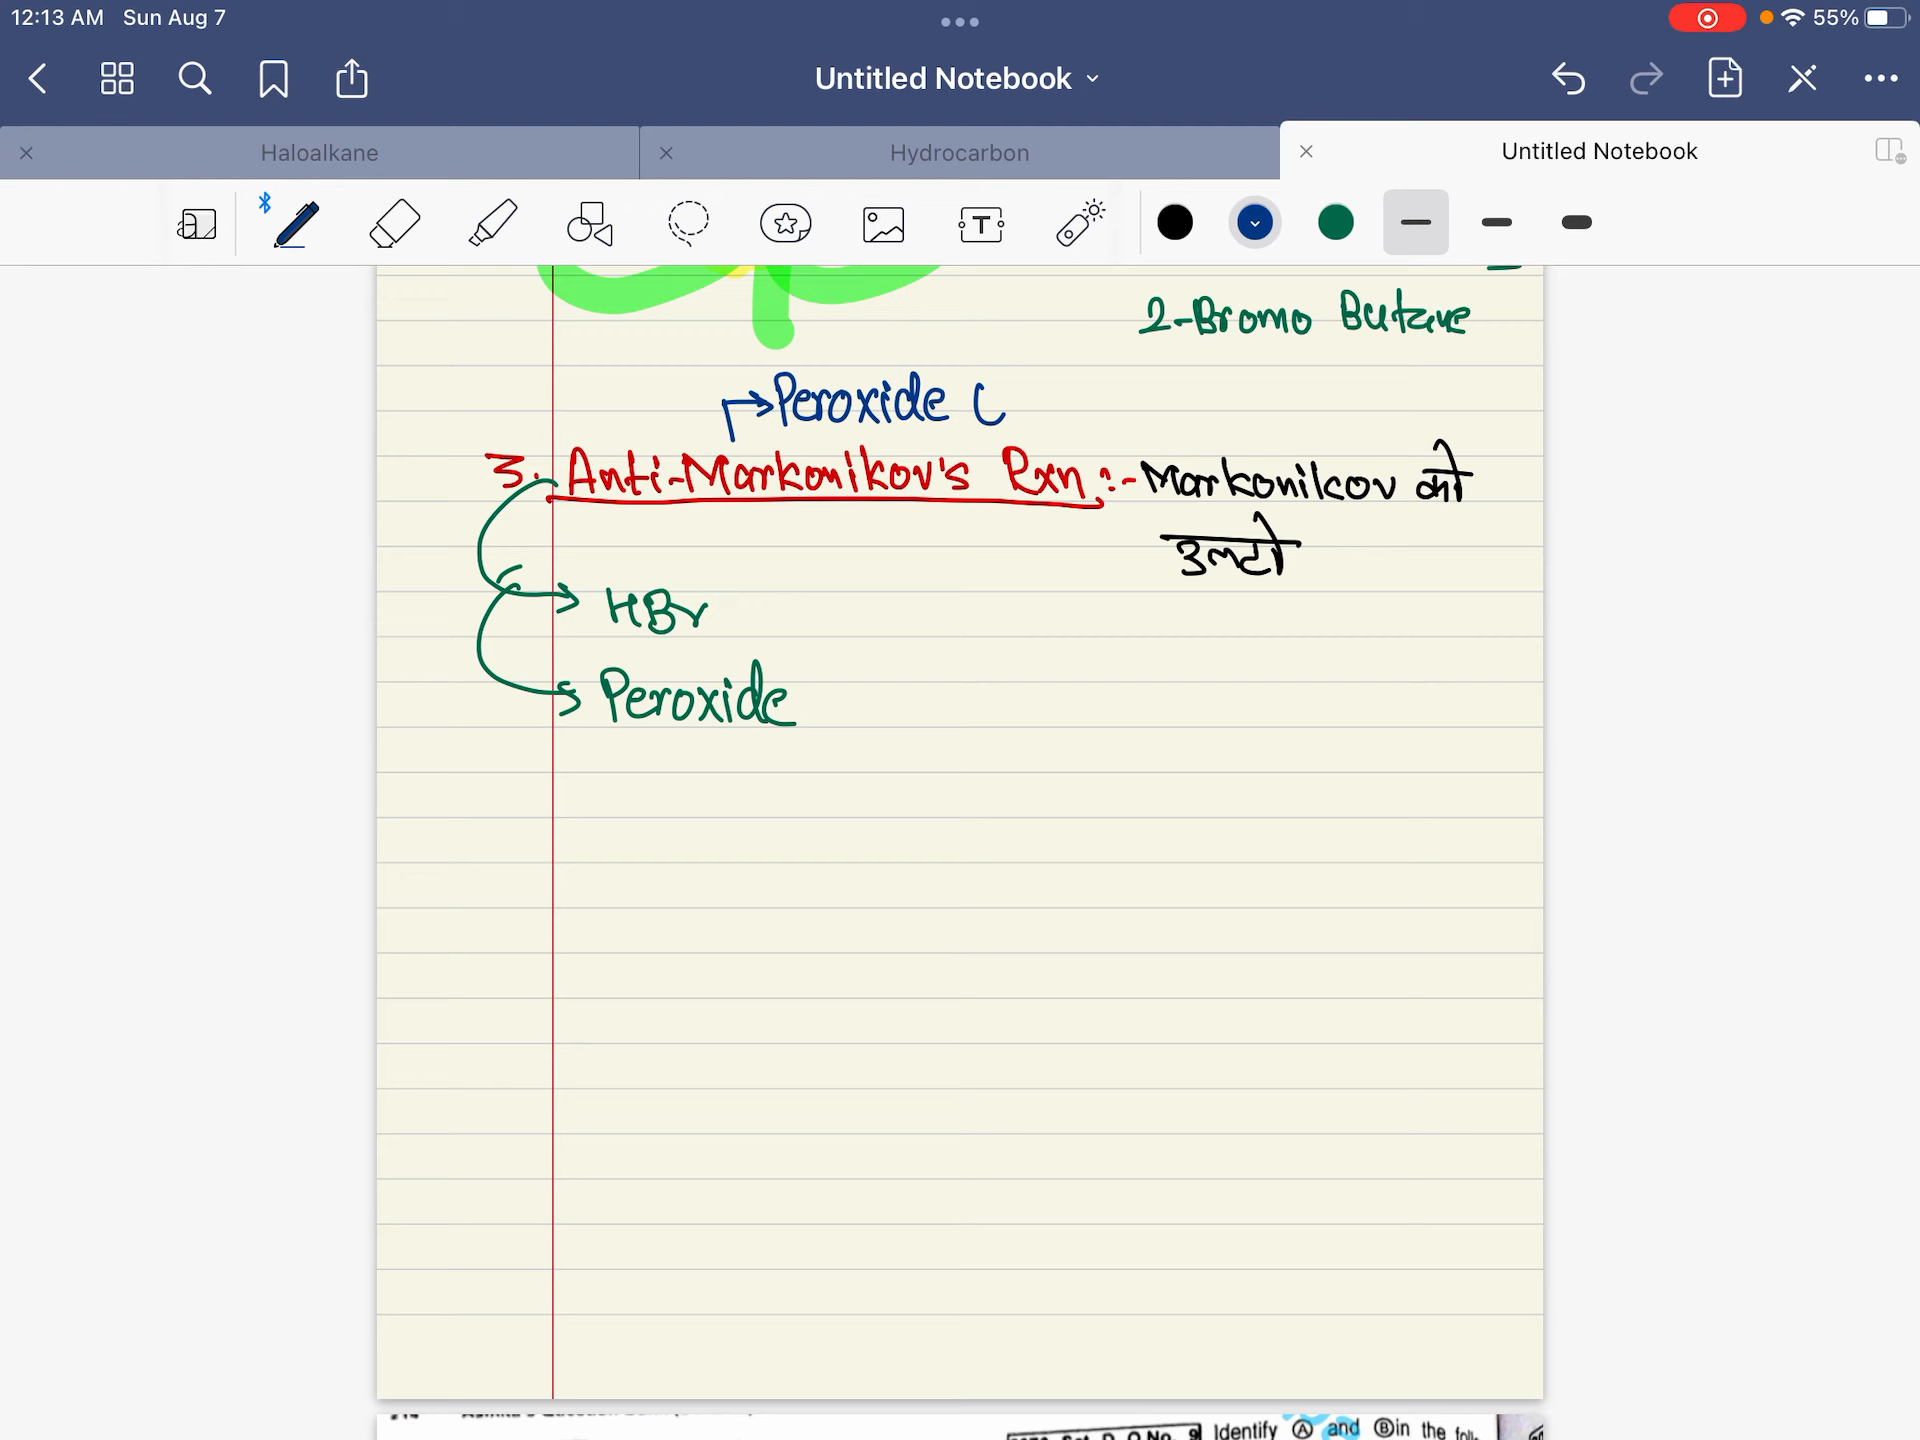 12:13 AM Sun Aug 7
55%
Untitled Notebook
Haloalkane
Hydrocarbon
Untitled Notebook
T
2-Bromo Butane
Peroxide C
3. Anti-Markonikov's Rxn :- Markonikov को
उल्टो
HBr
Peroxide
Identify Ⓐ and Ⓑ in the